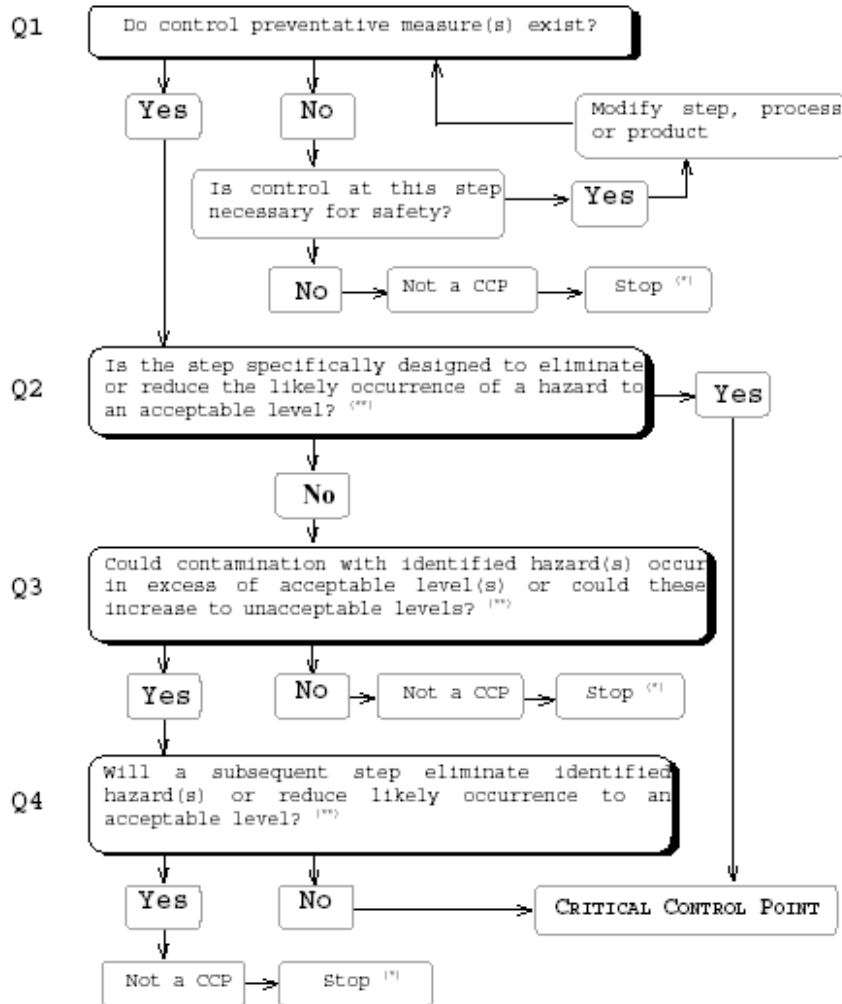 Q1
Do control preventative measure(s) exist?
Yes
No
Modify step, process
or product
Is control at this step
necessary for safety?
Yes
No
Not a CCP
Stop (*)
Q2
Is the step specifically designed to eliminate
or reduce the likely occurrence of a hazard to
an acceptable level? (**)
Yes
No
Q3
Could contamination with identified hazard(s) occur
in excess of acceptable level(s) or could these
increase to unacceptable levels? (**)
Yes
No
Not a CCP
Stop (*)
Q4
Will a subsequent step eliminate identified
hazard(s) or reduce likely occurrence to an
acceptable level? (**)
Yes
No
CRITICAL CONTROL POINT
Not a CCP
Stop (*)